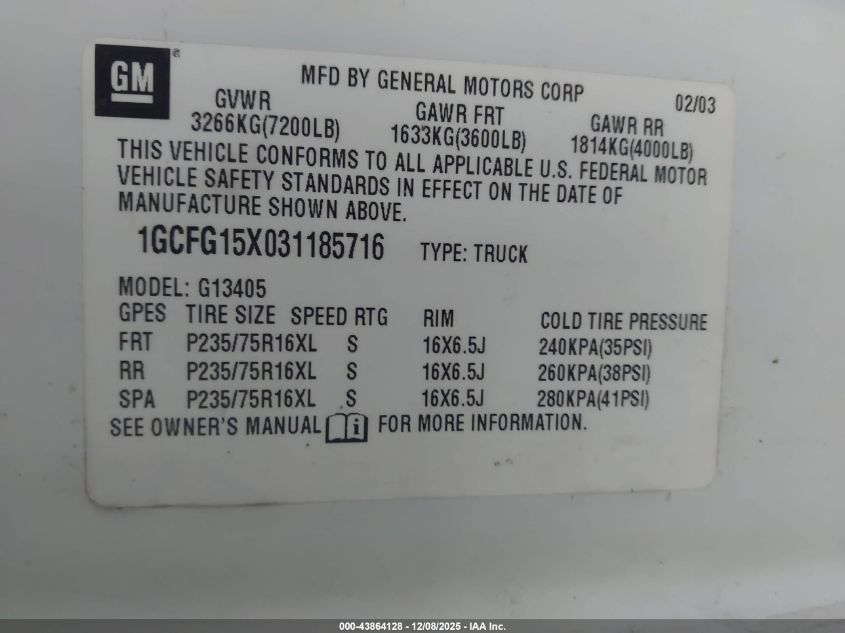 GM ®
MFD BY GENERAL MOTORS CORP 02/03
GVWR GAWR FRT GAWR RR
3266KG(7200LB) 1633KG(3600LB) 1814KG(4000LB)
THIS VEHICLE CONFORMS TO ALL APPLICABLE U.S. FEDERAL MOTOR
VEHICLE SAFETY STANDARDS IN EFFECT ON THE DATE OF
MANUFACTURE SHOWN ABOVE.
1GCFG15X031185716 TYPE: TRUCK
MODEL: G13405
GPES TIRE SIZE SPEED RTG RIM COLD TIRE PRESSURE
FRT P235/75R16XL S 16X6.5J 240KPA(35PSI)
RR P235/75R16XL S 16X6.5J 260KPA(38PSI)
SPA P235/75R16XL S 16X6.5J 280KPA(41PSI)
SEE OWNER'S MANUAL i FOR MORE INFORMATION.
000-43864128 - 12/08/2025 - IAA Inc.